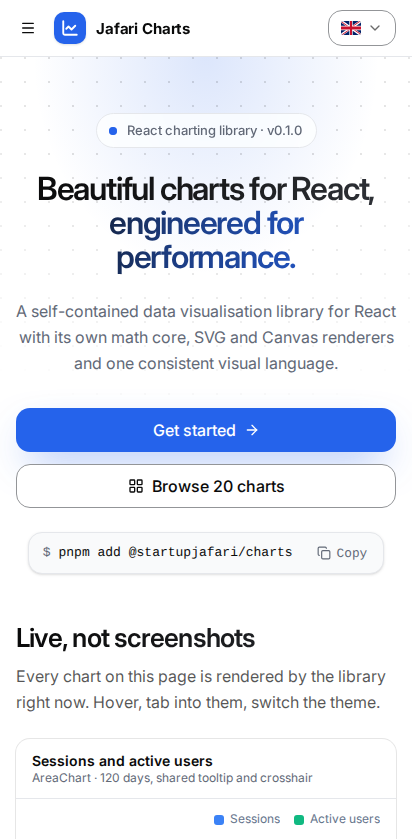 Jafari Charts
React charting library · v0.1.0
Beautiful charts for React,
engineered for
performance.
A self-contained data visualisation library for React
with its own math core, SVG and Canvas renderers
and one consistent visual language.
Get started →
Browse 20 charts
$ pnpm add @startupjafari/charts Copy
Live, not screenshots
Every chart on this page is rendered by the library
right now. Hover, tab into them, switch the theme.
Sessions and active users
AreaChart · 120 days, shared tooltip and crosshair
Sessions Active users